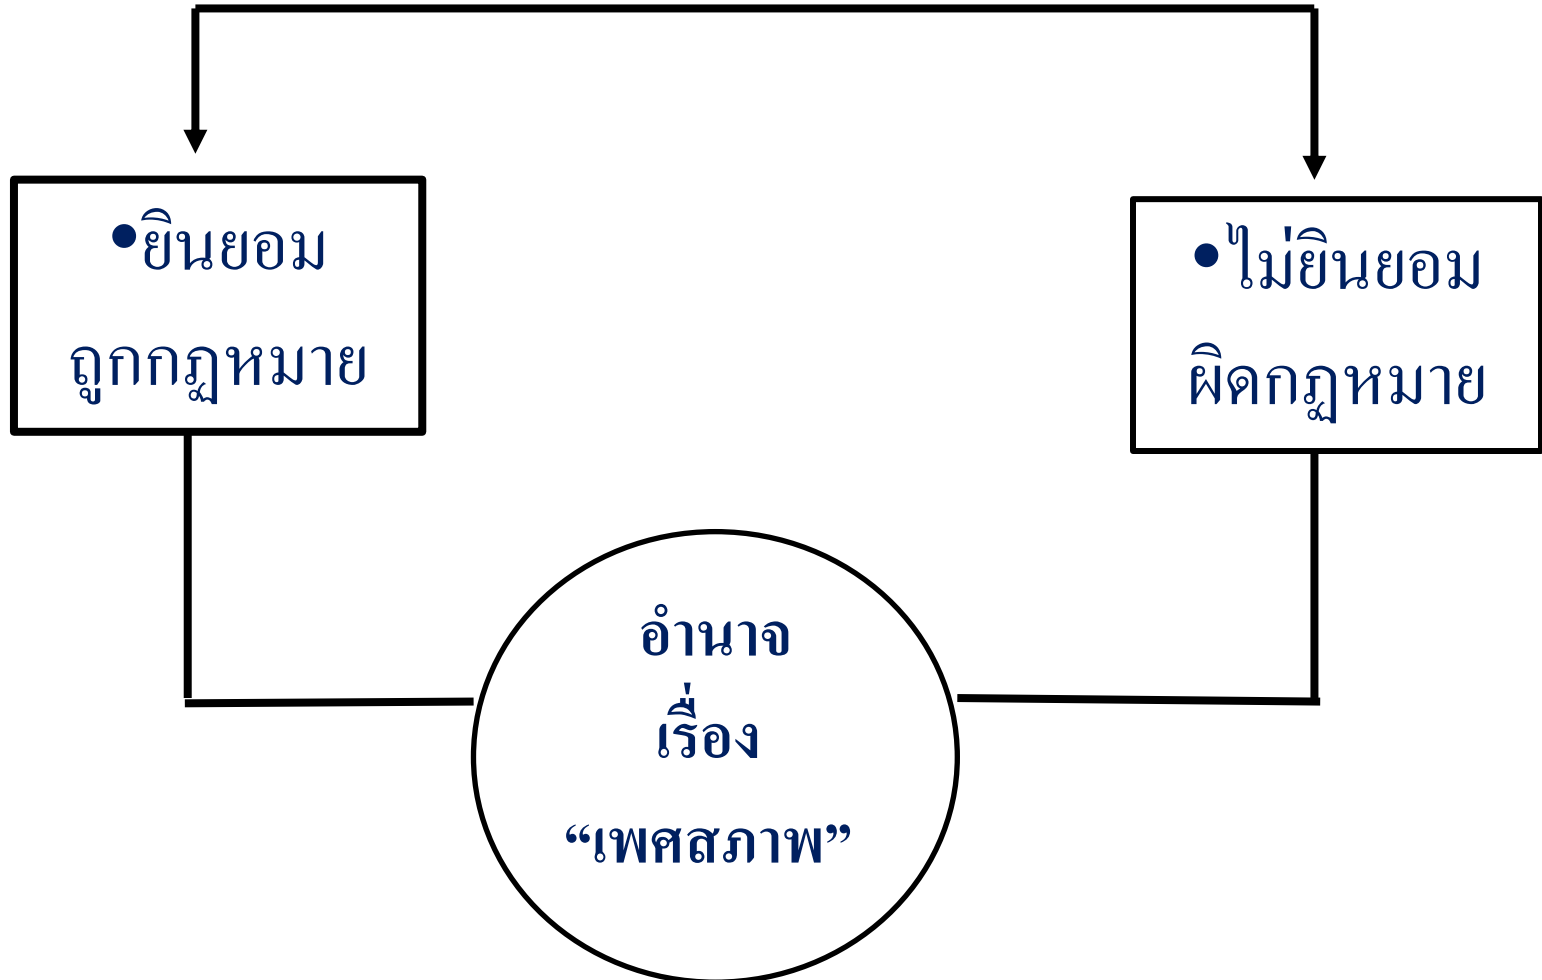 •ยินยอม
ถูกกฎหมาย
•ไม่ยินยอม
ผิดกฎหมาย
อำนาจ
เรื่อง
“เพศสภาพ”